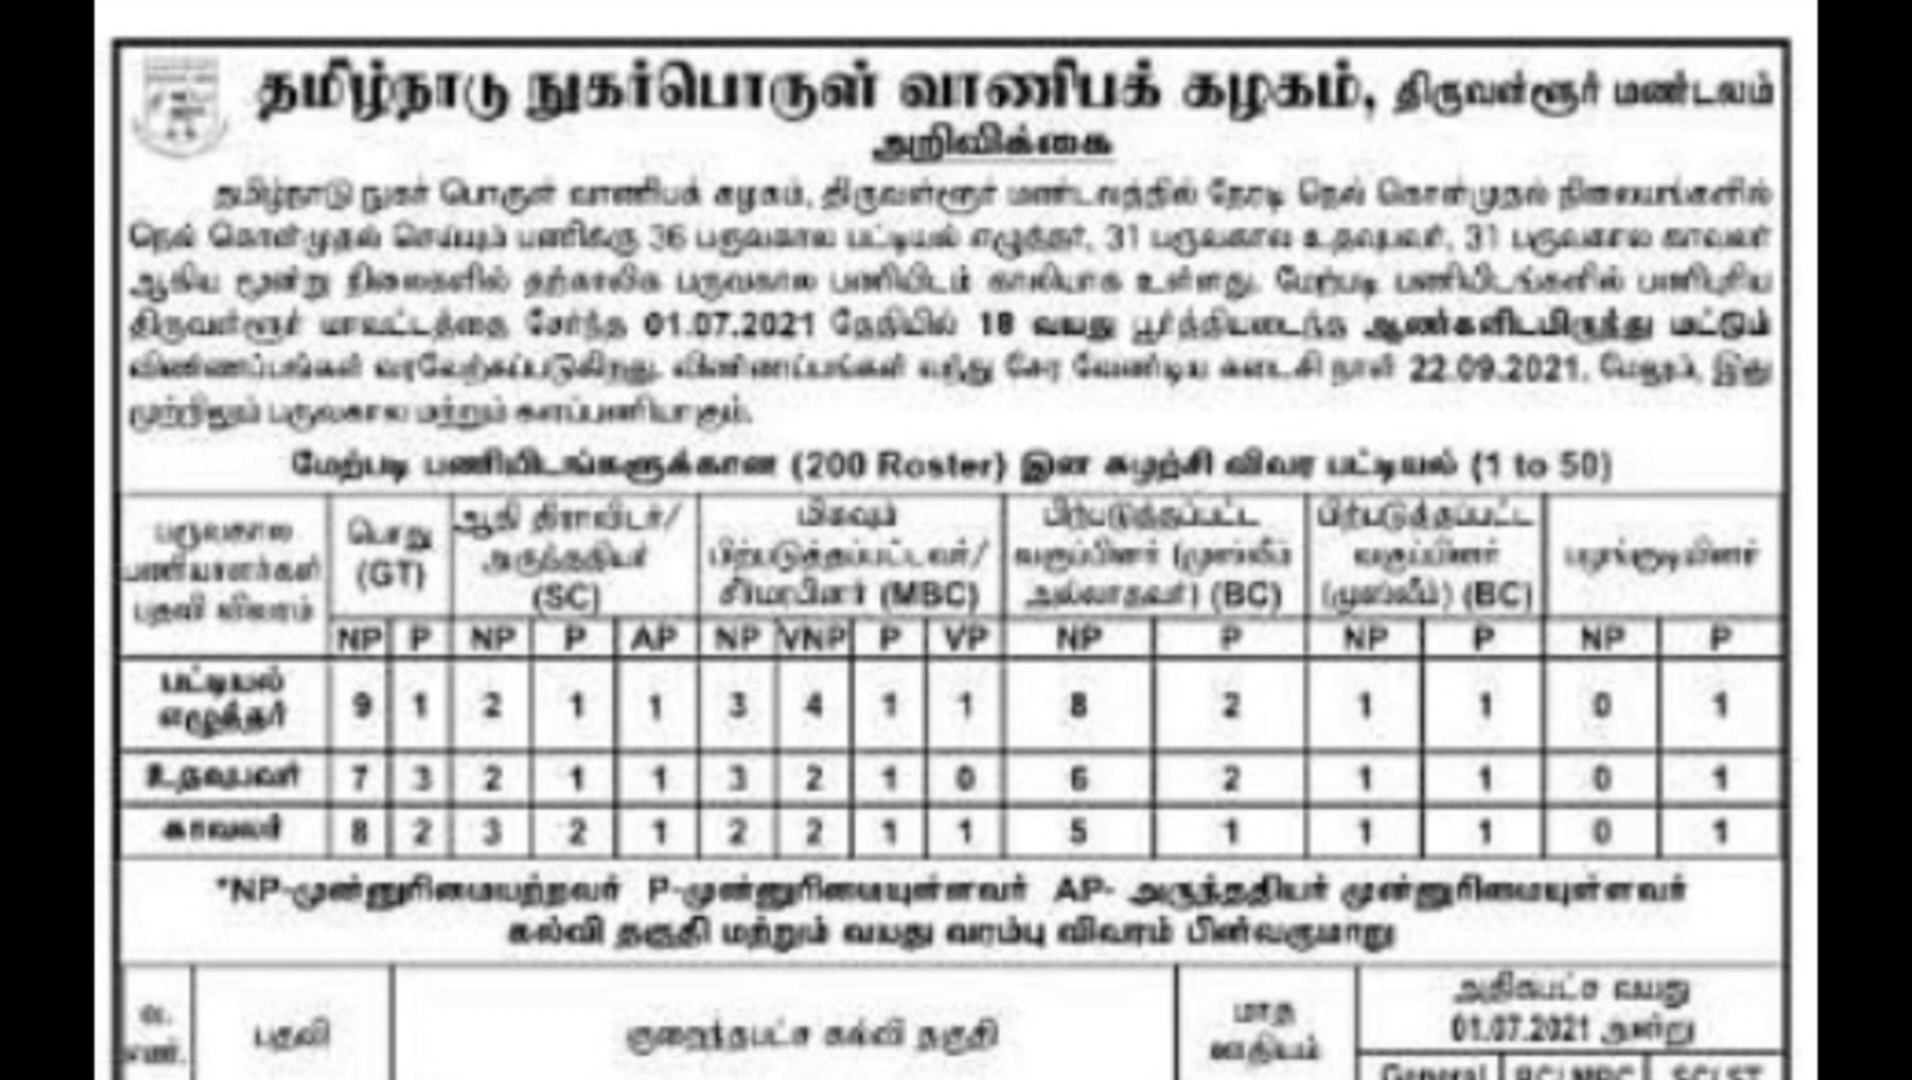 தமிழ்நாடு நுகர்பொருள் வாணிபக் கழகம், திருவள்ளூர் மண்டலம்
அறிவிக்கை
தமிழ்நாடு நுகர் பொருள் வாணிபக் கழகம், திருவள்ளூர் மண்டலத்தில் நேரடி நெல் கொள்முதல் நிலையங்களில்
நெல் கொள்முதல் செய்யும் பணிக்கு 36 பருவகால பட்டியல் எழுத்தர், 31 பருவகால உதவுபவர், 31 பருவகால காவலர்
ஆகிய மூன்று நிலைகளில் தற்காலிக பருவகால பணியிடம் காலியாக உள்ளது. மேற்படி பணியிடங்களில் பணிபுரிய
திருவள்ளூர் மாவட்டத்தை சேர்ந்த 01.07.2021 தேதியில் 18 வயது பூர்த்தியடைந்த ஆண்களிடமிருந்து மட்டும்
விண்ணப்பங்கள் வரவேற்கப்படுகிறது. விண்ணப்பங்கள் வந்து சேர வேண்டிய கடைசி நாள் 22.09.2021. மேலும், இது
முற்றிலும் பருவகால மற்றும் களப்பணியாகும்.
மேற்படி பணியிடங்களுக்கான (200 Roster) இன சுழற்சி விவர பட்டியல் (1 to 50)
பருவகால பணியாளர்கள் பதவி விவரம்
பொது (GT)
ஆதி திராவிடர்/ அருந்ததியர் (SC)
மிகவும் பிற்படுத்தப்பட்டவர்/ சீர்மரபினர் (MBC)
பிற்படுத்தப்பட்ட வகுப்பினர் (முஸ்லீம் அல்லாதவர்) (BC)
பிற்படுத்தப்பட்ட வகுப்பினர் (முஸ்லீம்) (BC)
பழங்குடியினர்
NP P NP P AP NP VNP P VP NP P NP P NP P
பட்டியல் எழுத்தர் 9 1 2 1 1 3 4 1 1 8 2 1 1 0 1
உதவுபவர் 7 3 2 1 1 3 2 1 0 6 2 1 1 0 1
காவலர் 8 2 3 2 1 2 2 1 1 5 1 1 1 0 1
*NP-முன்னுரிமையற்றவர் P-முன்னுரிமையுள்ளவர் AP- அருந்ததியர் முன்னுரிமையுள்ளவர்
கல்வி தகுதி மற்றும் வயது வரம்பு விவரம் பின்வருமாறு
வ. எண். பதவி குறைந்தபட்ச கல்வி தகுதி மாத ஊதியம் அதிகபட்ச வயது 01.07.2021 அன்று
General BC/MBC SC/ST